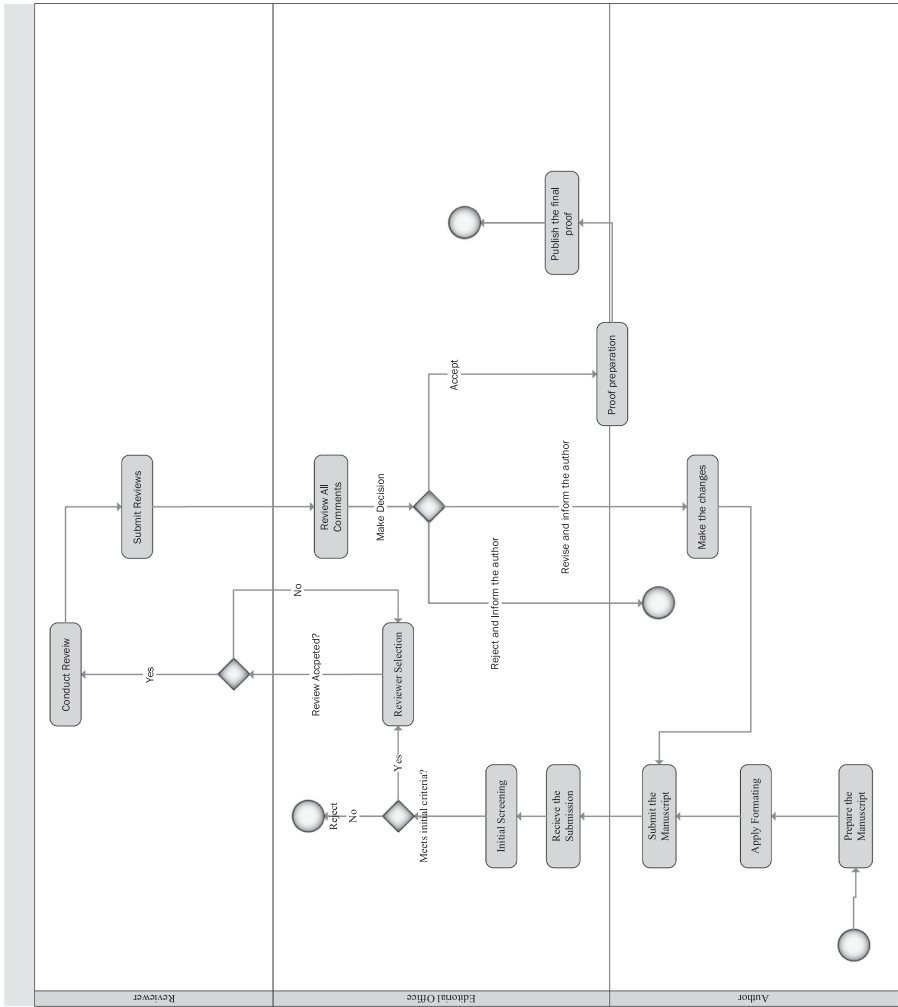 Reviewer
Conduct Reveiw
Submit Reviews
Yes
No
Editorial Office
Review Accpeted?
Reviewer Selection
Review All
Comments
Make Decision
Accept
Reject and Inform the author
Revise and inform the author
Publish the final
proof
Proof preparation
Reject
No
Yes
Meets initial criteria?
Initial Screening
Recieve the
Submission
Author
Submit the
Manuscript
Make the changes
Apply Formating
Prepare the
Manuscript